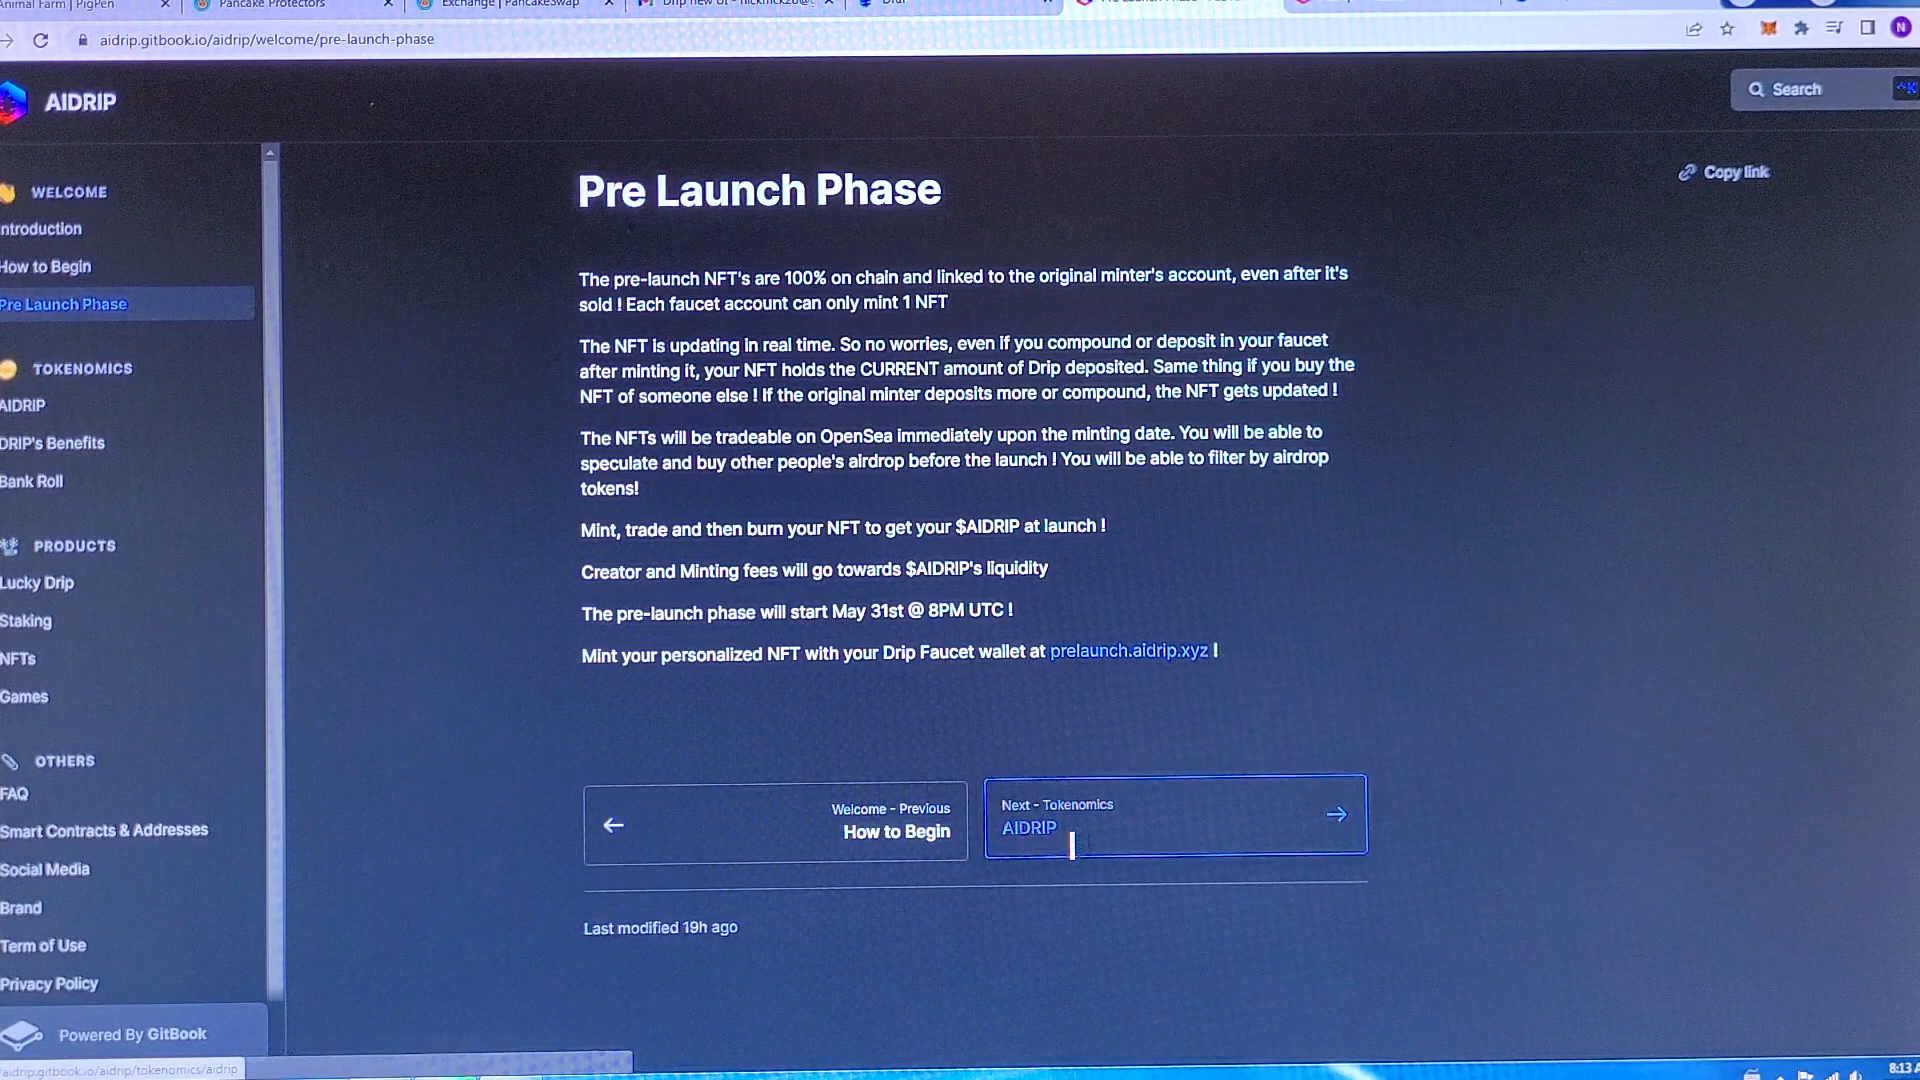 Animal Farm | PigPen
Pancake Protectors
Exchange | PancakeSwap
aidrip.gitbook.io/aidrip/welcome/pre-launch-phase
N
AIDRIP
Search
Copy link
WELCOME
ntroduction
How to Begin
Pre Launch Phase
TOKENOMICS
AIDRIP
DRIP's Benefits
Bank Roll
PRODUCTS
Lucky Drip
Staking
NFTs
Games
OTHERS
FAQ
Smart Contracts & Addresses
Social Media
Brand
Term of Use
Privacy Policy
Powered By GitBook
Pre Launch Phase
The pre-launch NFT's are 100% on chain and linked to the original minter's account, even after it's
sold ! Each faucet account can only mint 1 NFT
The NFT is updating in real time. So no worries, even if you compound or deposit in your faucet
after minting it, your NFT holds the CURRENT amount of Drip deposited. Same thing if you buy the
NFT of someone else ! If the original minter deposits more or compound, the NFT gets updated !
The NFTs will be tradeable on OpenSea immediately upon the minting date. You will be able to
speculate and buy other people's airdrop before the launch ! You will be able to filter by airdrop
tokens!
Mint, trade and then burn your NFT to get your $AIDRIP at launch !
Creator and Minting fees will go towards $AIDRIP's liquidity
The pre-launch phase will start May 31st @ 8PM UTC !
Mint your personalized NFT with your Drip Faucet wallet at prelaunch.aidrip.xyz !
Welcome - Previous
How to Begin
Next - Tokenomics
AIDRIP
Last modified 19h ago
aidrip.gitbook.io/aidrip/tokenomics/aidrip
8:13 A